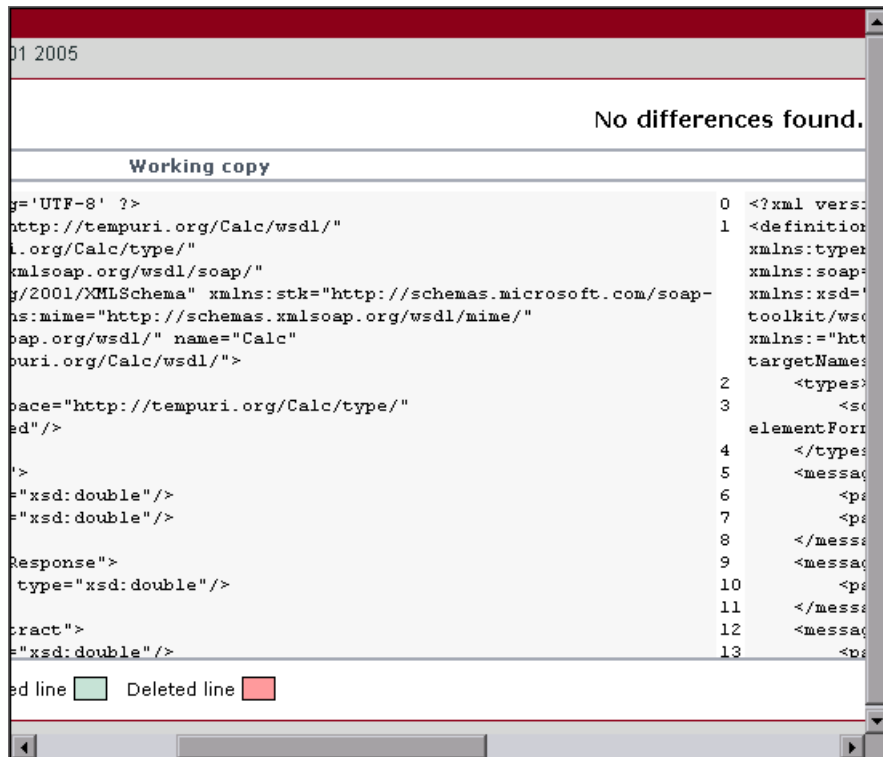 01 2005
No differences found.
Working copy
g='UTF-8' ?>
http://tempuri.org/Calc/wsdl/"
i.org/Calc/type/"
xmlsoap.org/wsdl/soap/"
g/2001/XMLSchema" xmlns:stk="http://schemas.microsoft.com/soap-
ns:mime="http://schemas.xmlsoap.org/wsdl/mime/"
oap.org/wsdl/" name="Calc"
puri.org/Calc/wsdl/">
pace="http://tempuri.org/Calc/type/"
ed"/>
'>
="xsd:double"/>
="xsd:double"/>
Response">
type="xsd:double"/>
tract">
="xsd:double"/>
0 <?xml vers
1 <definition
xmlns:type
xmlns:soap=
xmlns:xsd='
toolkit/wsd
xmlns:="htt
targetNames
2 <types>
3 <sc
elementForm
4 </types
5 <messag
6 <pa
7 <pa
8 </messa
9 <messag
10 <pa
11 </messa
12 <messag
13 <pa
ed line Deleted line